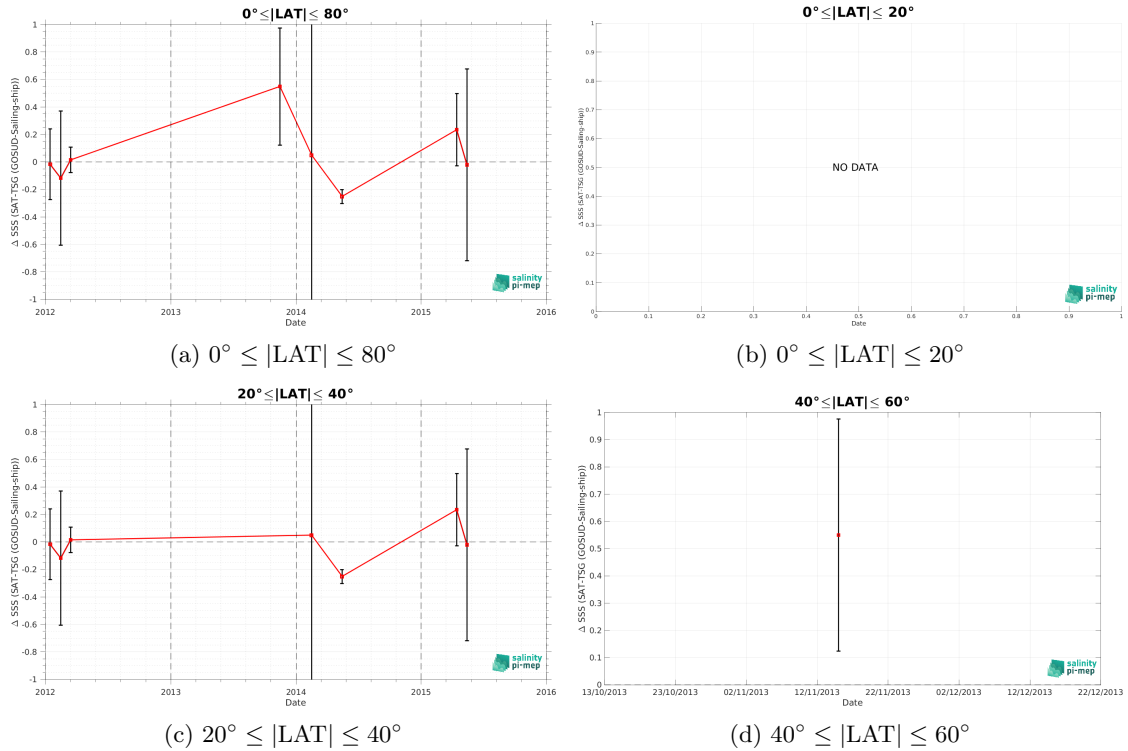 0°≤|LAT|≤ 80°
1
0.8
0.6
0.4
0.2
0
-0.2
-0.4
-0.6
-0.8
-1
Δ SSS (SAT-TSG (GOSUD-Sailing-ship))
2012
2013
2014
2015
2016
Date
salinity
pi-mep
(a) 0° ≤ |LAT| ≤ 80°
0°≤|LAT|≤ 20°
1
0.9
0.8
0.7
0.6
0.5
0.4
0.3
0.2
0.1
0
Δ SSS (SAT-TSG (GOSUD-Sailing-ship))
NO DATA
0
0.1
0.2
0.3
0.4
0.5
0.6
0.7
0.8
0.9
1
Date
salinity
pi-mep
(b) 0° ≤ |LAT| ≤ 20°
20°≤|LAT|≤ 40°
1
0.8
0.6
0.4
0.2
0
-0.2
-0.4
-0.6
-0.8
-1
Δ SSS (SAT-TSG (GOSUD-Sailing-ship))
2012
2013
2014
2015
2016
Date
salinity
pi-mep
(c) 20° ≤ |LAT| ≤ 40°
40°≤|LAT|≤ 60°
1
0.9
0.8
0.7
0.6
0.5
0.4
0.3
0.2
0.1
0
Δ SSS (SAT-TSG (GOSUD-Sailing-ship))
13/10/2013
23/10/2013
02/11/2013
12/11/2013
22/11/2013
02/12/2013
12/12/2013
22/12/2013
Date
salinity
pi-mep
(d) 40° ≤ |LAT| ≤ 60°